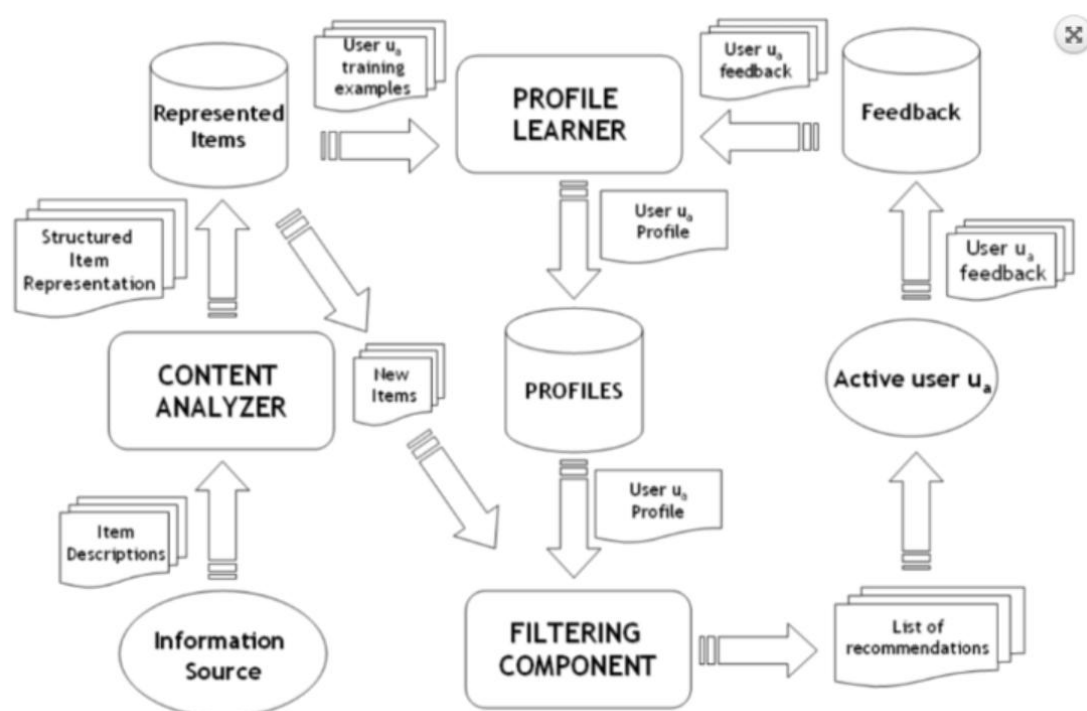 User uₐ
training
examples
User uₐ
feedback
Represented
Items
PROFILE
LEARNER
Feedback
Structured
Item
Representation
User uₐ
Profile
User uₐ
feedback
CONTENT
ANALYZER
New
Items
PROFILES
Active user uₐ
Item
Descriptions
User uₐ
Profile
Information
Source
FILTERING
COMPONENT
List of
recommendations